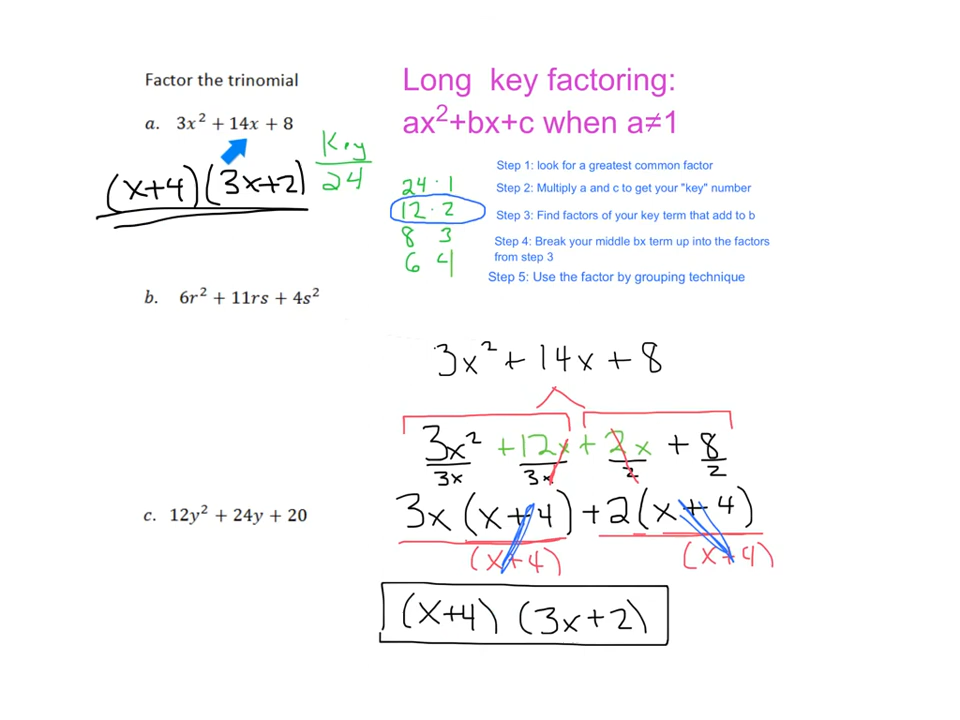 Factor the trinomial
a. 3x² + 14x + 8
(x+4)(3x+2)
Key
24
24 · 1
12 · 2
8 3
6 4
Long key factoring:
ax²+bx+c when a≠1
Step 1: look for a greatest common factor
Step 2: Multiply a and c to get your "key" number
Step 3: Find factors of your key term that add to b
Step 4: Break your middle bx term up into the factors
from step 3
Step 5: Use the factor by grouping technique
b. 6r² + 11rs + 4s²
3x² + 14x + 8
3x² +12x +2x + 8
3x 3x 2 2
3x (x+4) +2(x+4)
(x+4) (x+4)
(x+4) (3x+2)
c. 12y² + 24y + 20